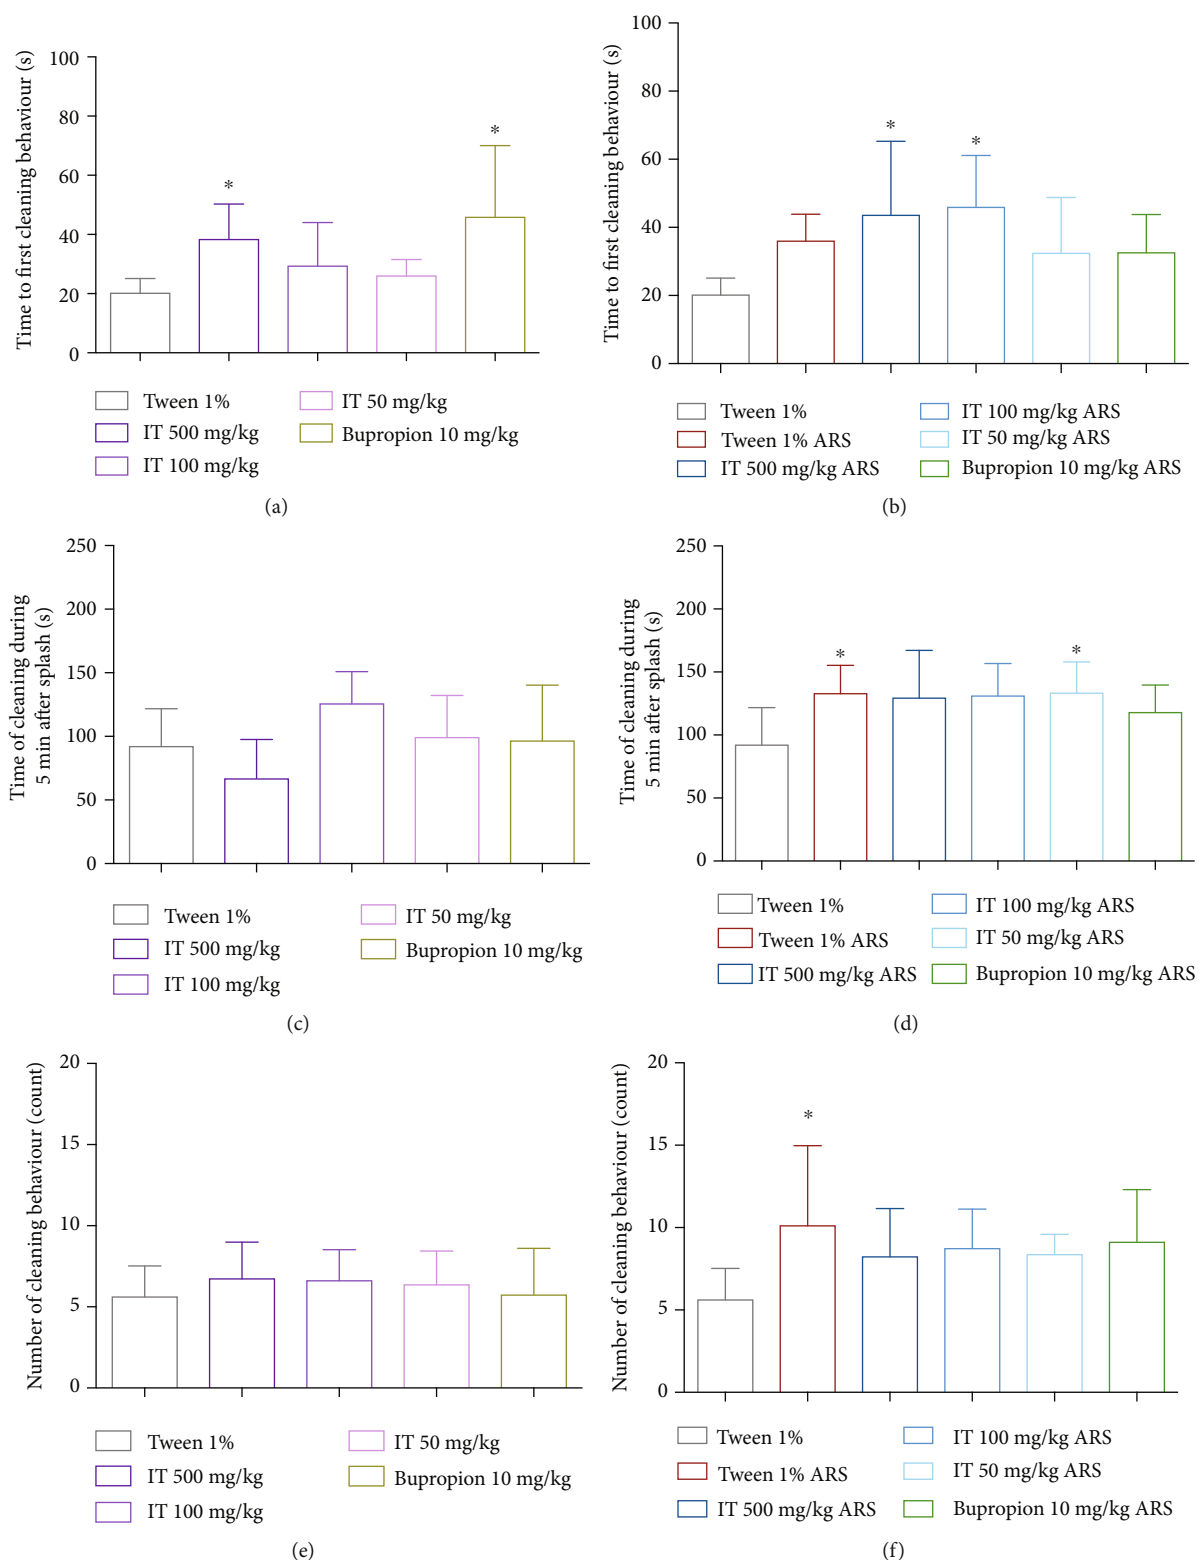 Time to first cleaning behaviour (s)
100
80
60
40
20
0
*
*
Tween 1%
IT 500 mg/kg
IT 100 mg/kg
IT 50 mg/kg
Bupropion 10 mg/kg
(a)
Time to first cleaning behaviour (s)
100
80
60
40
20
0
*
*
Tween 1%
Tween 1% ARS
IT 500 mg/kg ARS
IT 100 mg/kg ARS
IT 50 mg/kg ARS
Bupropion 10 mg/kg ARS
(b)
Time of cleaning during
5 min after splash (s)
250
200
150
100
50
0
Tween 1%
IT 500 mg/kg
IT 100 mg/kg
IT 50 mg/kg
Bupropion 10 mg/kg
(c)
Time of cleaning during
5 min after splash (s)
250
200
150
100
50
0
*
*
Tween 1%
Tween 1% ARS
IT 500 mg/kg ARS
IT 100 mg/kg ARS
IT 50 mg/kg ARS
Bupropion 10 mg/kg ARS
(d)
Number of cleaning behaviour (count)
20
15
10
5
0
Tween 1%
IT 500 mg/kg
IT 100 mg/kg
IT 50 mg/kg
Bupropion 10 mg/kg
(e)
Number of cleaning behaviour (count)
20
15
10
5
0
*
Tween 1%
Tween 1% ARS
IT 500 mg/kg ARS
IT 100 mg/kg ARS
IT 50 mg/kg ARS
Bupropion 10 mg/kg ARS
(f)